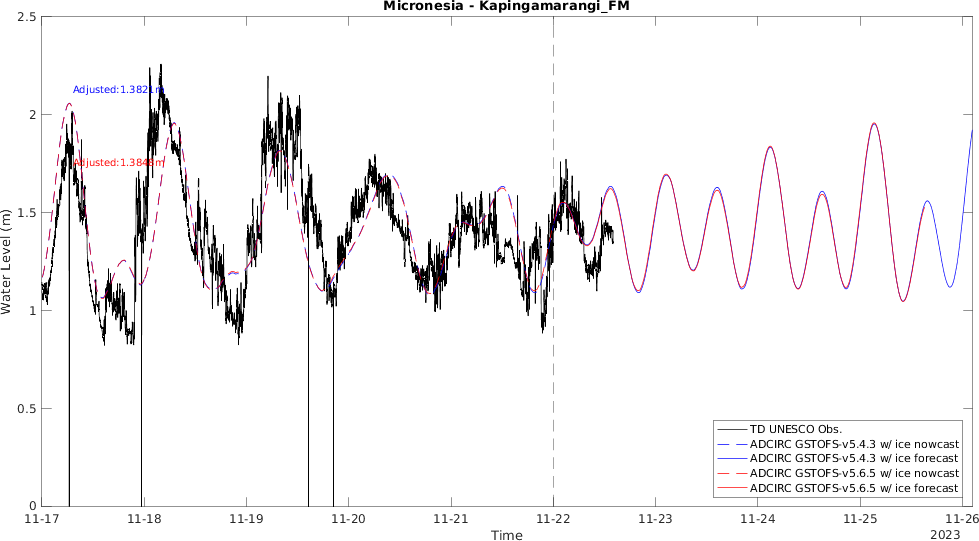 Micronesia - Kapingamarangi_FM
2.5
Adjusted:1.3821m
2
Adjusted:1.3848m
1.5
Water Level (m)
1
0.5
0
TD UNESCO Obs.
ADCIRC GSTOFS-v5.4.3 w/ ice nowcast
ADCIRC GSTOFS-v5.4.3 w/ ice forecast
ADCIRC GSTOFS-v5.6.5 w/ ice nowcast
ADCIRC GSTOFS-v5.6.5 w/ ice forecast
11-17 11-18 11-19 11-20 11-21 11-22 11-23 11-24 11-25 11-26
Time
2023